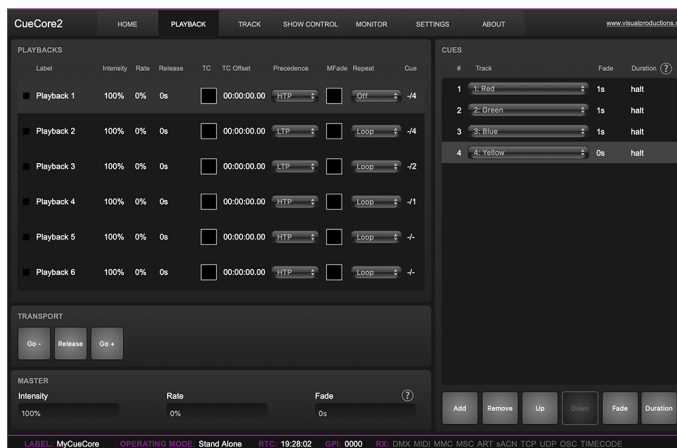 CueCore2 HOME PLAYBACK TRACK SHOW CONTROL MONITOR SETTINGS ABOUT www.visualproductions.
PLAYBACKS
Label Intensity Rate Release TC TC Offset Precedence MFade Repeat Cue
Playback 1 100% 0% 0s 00:00:00.00 HTP Off -/4
Playback 2 100% 0% 0s 00:00:00.00 LTP Loop -/4
Playback 3 100% 0% 0s 00:00:00.00 LTP Loop -/2
Playback 4 100% 0% 0s 00:00:00.00 HTP Loop -/1
Playback 5 100% 0% 0s 00:00:00.00 HTP Loop -/-
Playback 6 100% 0% 0s 00:00:00.00 HTP Loop -/-
TRANSPORT
Go - Release Go +
MASTER
Intensity Rate Fade ?
100% 0% 0s
CUES
# Track Fade Duration ?
1 1: Red 1s halt
2 2: Green 1s halt
3 3: Blue 1s halt
4 4: Yellow 0s halt
Add Remove Up Down Fade Duration
LABEL: MyCueCore OPERATING MODE: Stand Alone RTC: 19:28:02 GPI: 0000 RX: DMX MIDI MMC MSC ART sACN TCP UDP OSC TIMECODE